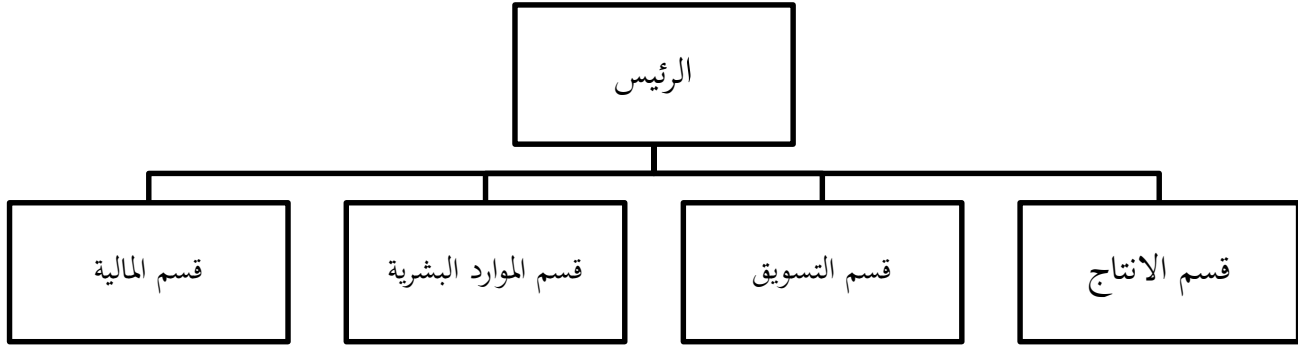 الرئيس
قسم الانتاج
قسم التسويق
قسم الموارد البشرية
قسم المالية